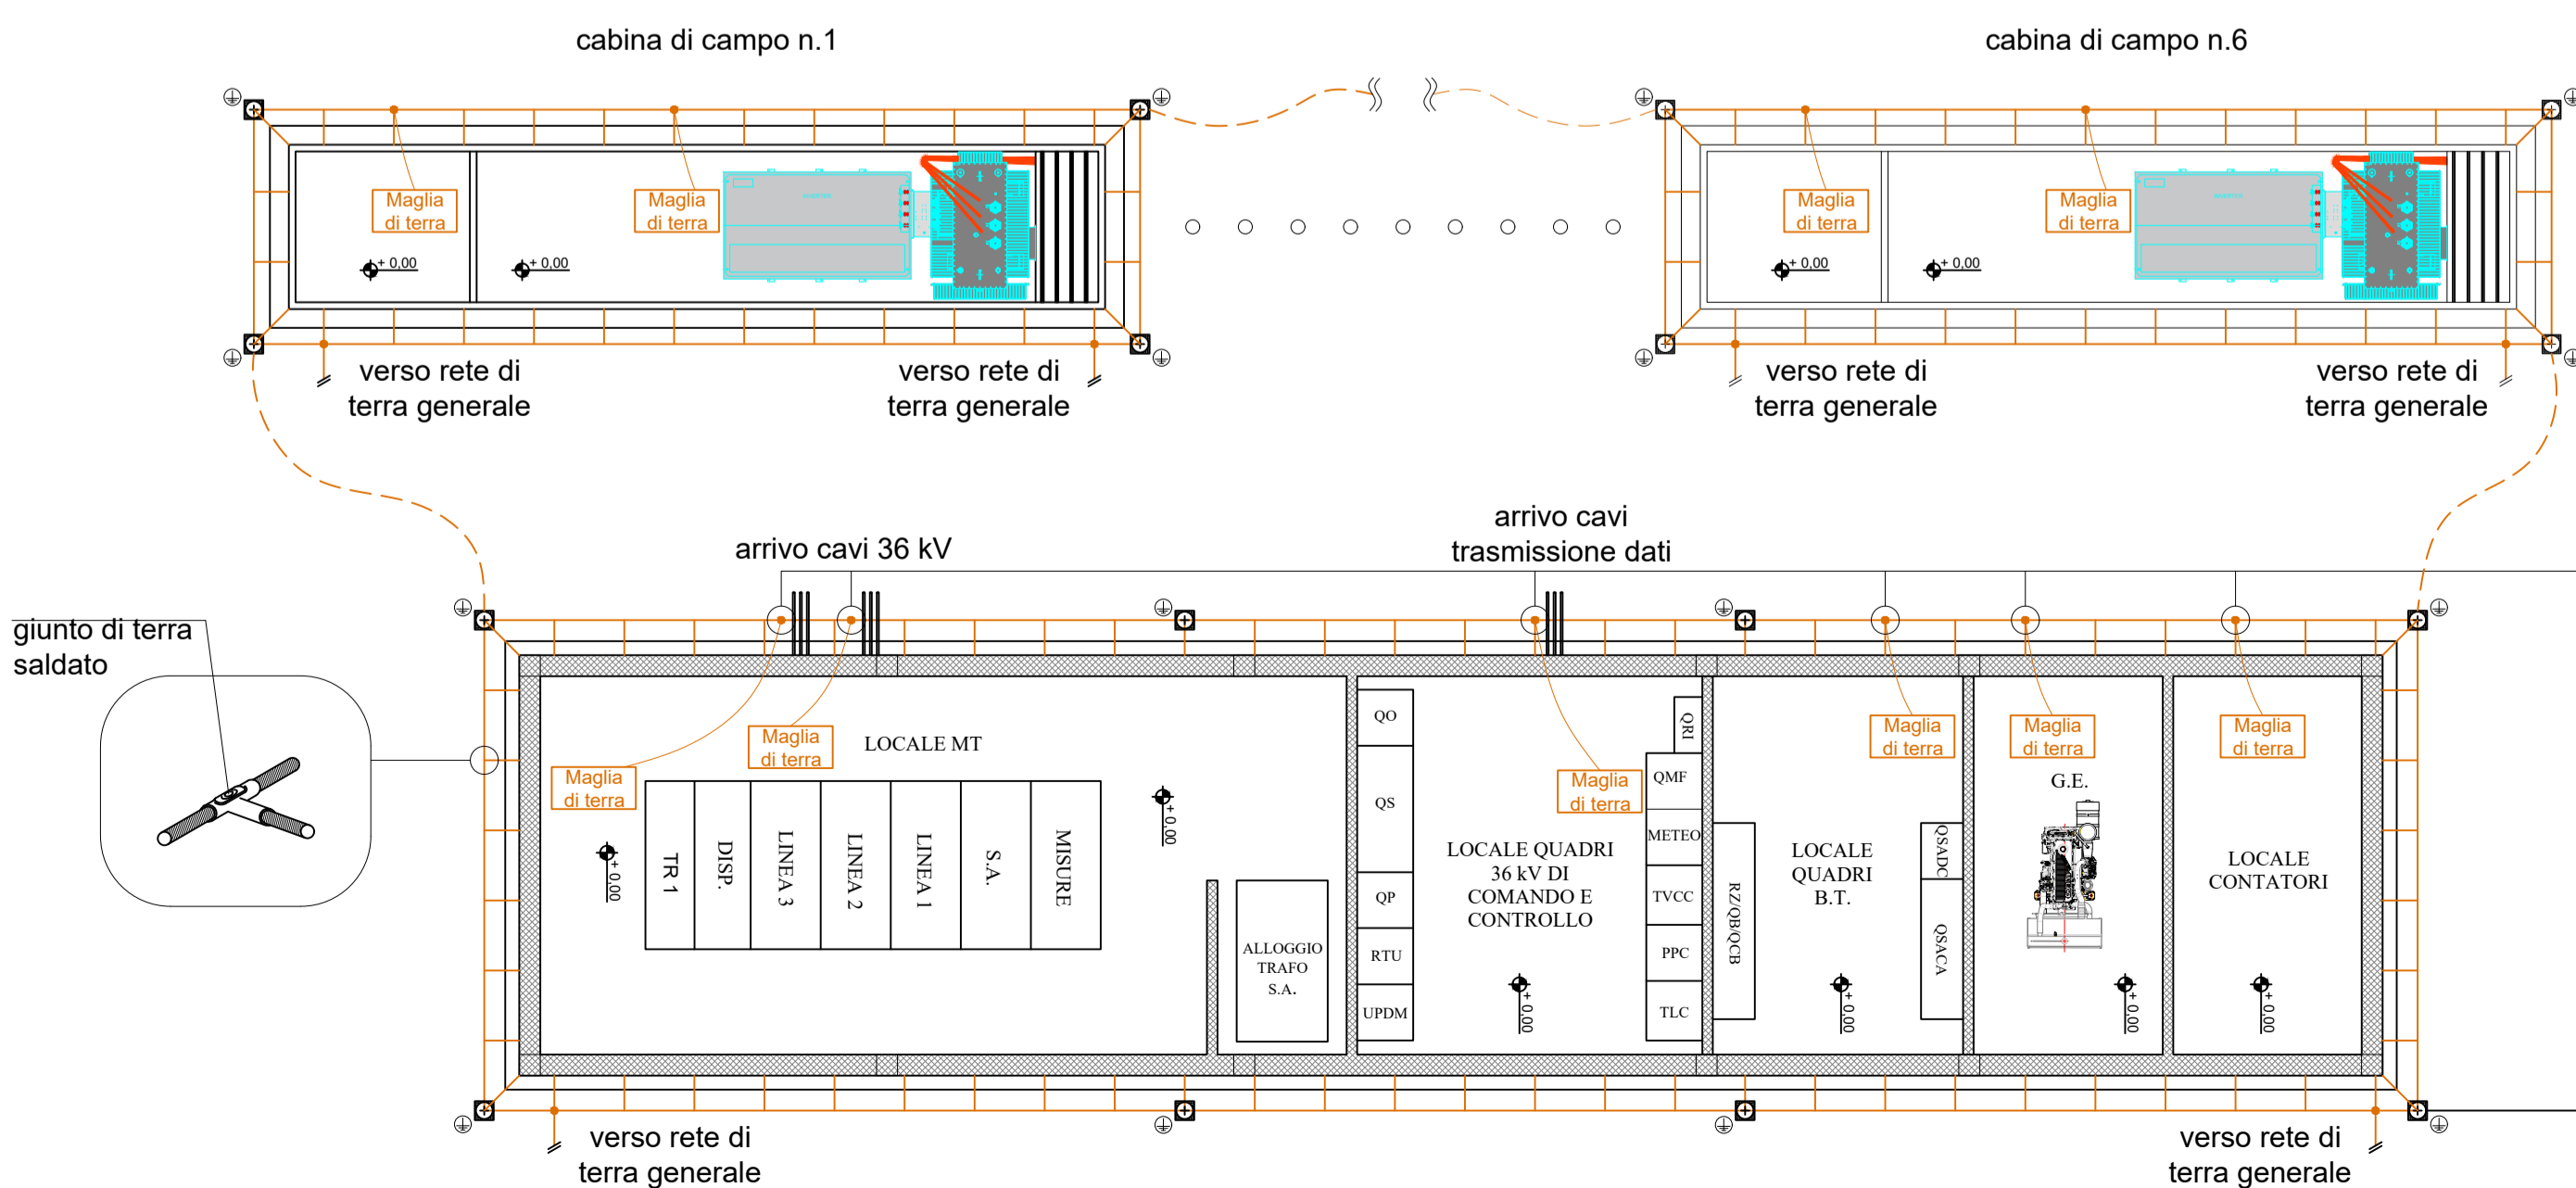 cabina di campo n.1
cabina di campo n.6
Maglia
di terra
Maglia
di terra
Maglia
di terra
Maglia
di terra
+ 0,00
+ 0,00
+ 0,00
+ 0,00
verso rete di
terra generale
verso rete di
terra generale
verso rete di
terra generale
verso rete di
terra generale
arrivo cavi 36 kV
arrivo cavi
trasmissione dati
giunto di terra
saldato
LOCALE MT
Maglia
di terra
Maglia
di terra
TR 1
DISP.
LINEA 3
LINEA 2
LINEA 1
S.A.
MISURE
+ 0,00
+ 0,00
ALLOGGIO
TRAFO
S.A.
QO
QS
QP
RTU
UPDM
LOCALE QUADRI
36 kV DI
COMANDO E
CONTROLLO
+ 0,00
Maglia
di terra
QRI
QMF
METEO
TVCC
PPC
TLC
RZ/QB/QCB
LOCALE
QUADRI
B.T.
+ 0,00
Maglia
di terra
QSADC
QSACA
Maglia
di terra
G.E.
+ 0,00
Maglia
di terra
LOCALE
CONTATORI
+ 0,00
verso rete di
terra generale
verso rete di
terra generale